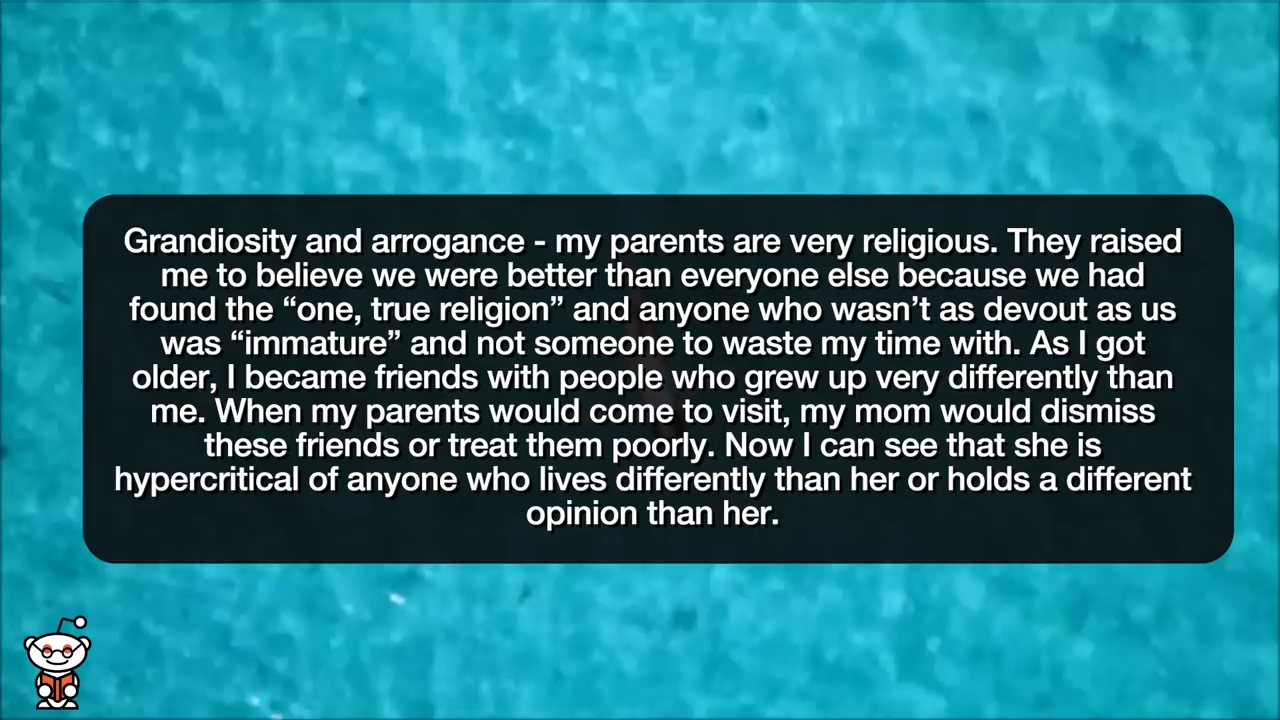 Grandiosity and arrogance - my parents are very religious. They raised
me to believe we were better than everyone else because we had
found the “one, true religion” and anyone who wasn’t as devout as us
was “immature” and not someone to waste my time with. As I got
older, I became friends with people who grew up very differently than
me. When my parents would come to visit, my mom would dismiss
these friends or treat them poorly. Now I can see that she is
hypercritical of anyone who lives differently than her or holds a different
opinion than her.